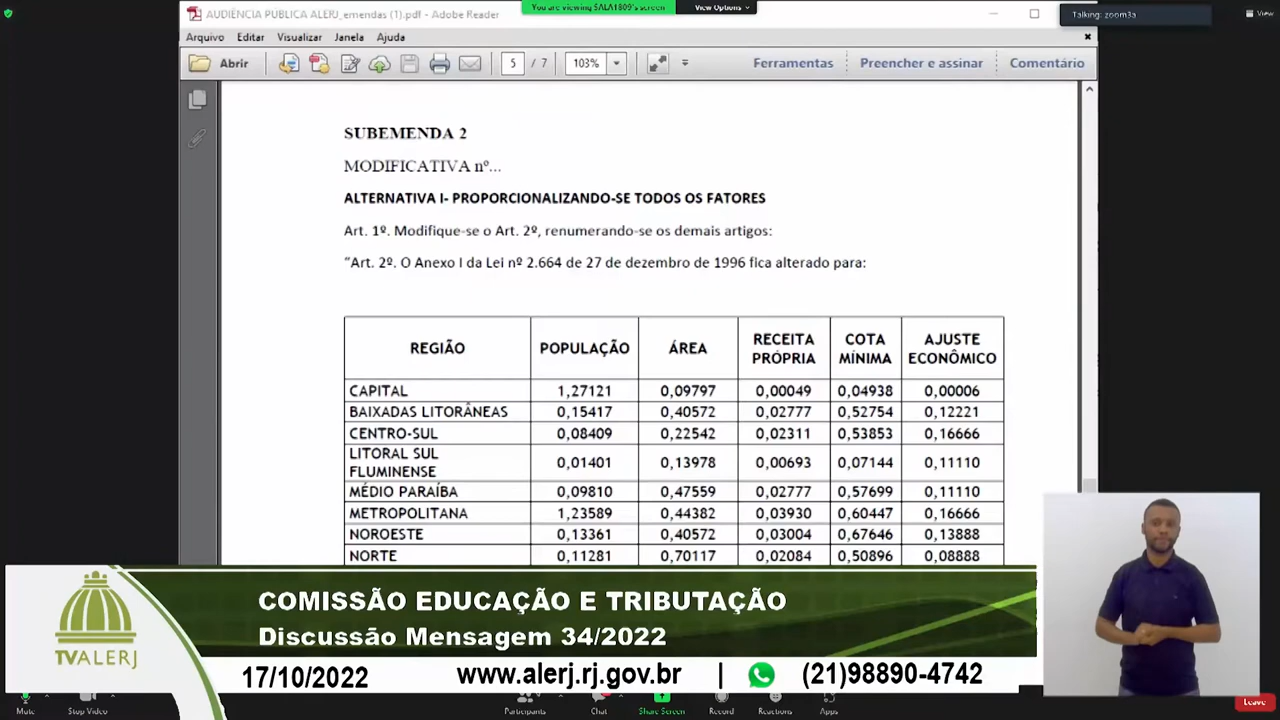 AUDIÊNCIA PUBLICA ALERJ_emendas (1).pdf - Adobe Reader
You are viewing SALA1809's screen
View Options
Talking: zoom3a
View
Arquivo Editar Visualizar Janela Ajuda
Abrir
5 / 7
103%
Ferramentas
Preencher e assinar
Comentário
SUBEMENDA 2
MODIFICATIVA nº...
ALTERNATIVA I- PROPORCIONALIZANDO-SE TODOS OS FATORES
Art. 1º. Modifique-se o Art. 2º, renumerando-se os demais artigos:
"Art. 2º. O Anexo I da Lei nº 2.664 de 27 de dezembro de 1996 fica alterado para:
REGIÃO POPULAÇÃO ÁREA RECEITA PRÓPRIA COTA MÍNIMA AJUSTE ECONÔMICO
CAPITAL 1,27121 0,09797 0,00049 0,04938 0,00006
BAIXADAS LITORÂNEAS 0,15417 0,40572 0,02777 0,52754 0,12221
CENTRO-SUL 0,08409 0,22542 0,02311 0,53853 0,16666
LITORAL SUL FLUMINENSE 0,01401 0,13978 0,00693 0,07144 0,11110
MÉDIO PARAÍBA 0,09810 0,47559 0,02777 0,57699 0,11110
METROPOLITANA 1,23589 0,44382 0,03930 0,60447 0,16666
NOROESTE 0,13361 0,40572 0,03004 0,67646 0,13888
NORTE 0,11281 0,70117 0,02084 0,50896 0,08888
COMISSÃO EDUCAÇÃO E TRIBUTAÇÃO
Discussão Mensagem 34/2022
TVALERJ
17/10/2022 www.alerj.rj.gov.br | (21)98890-4742
Mute
Stop Video
Participants
Chat
Share Screen
Record
Reactions
Apps
Leave